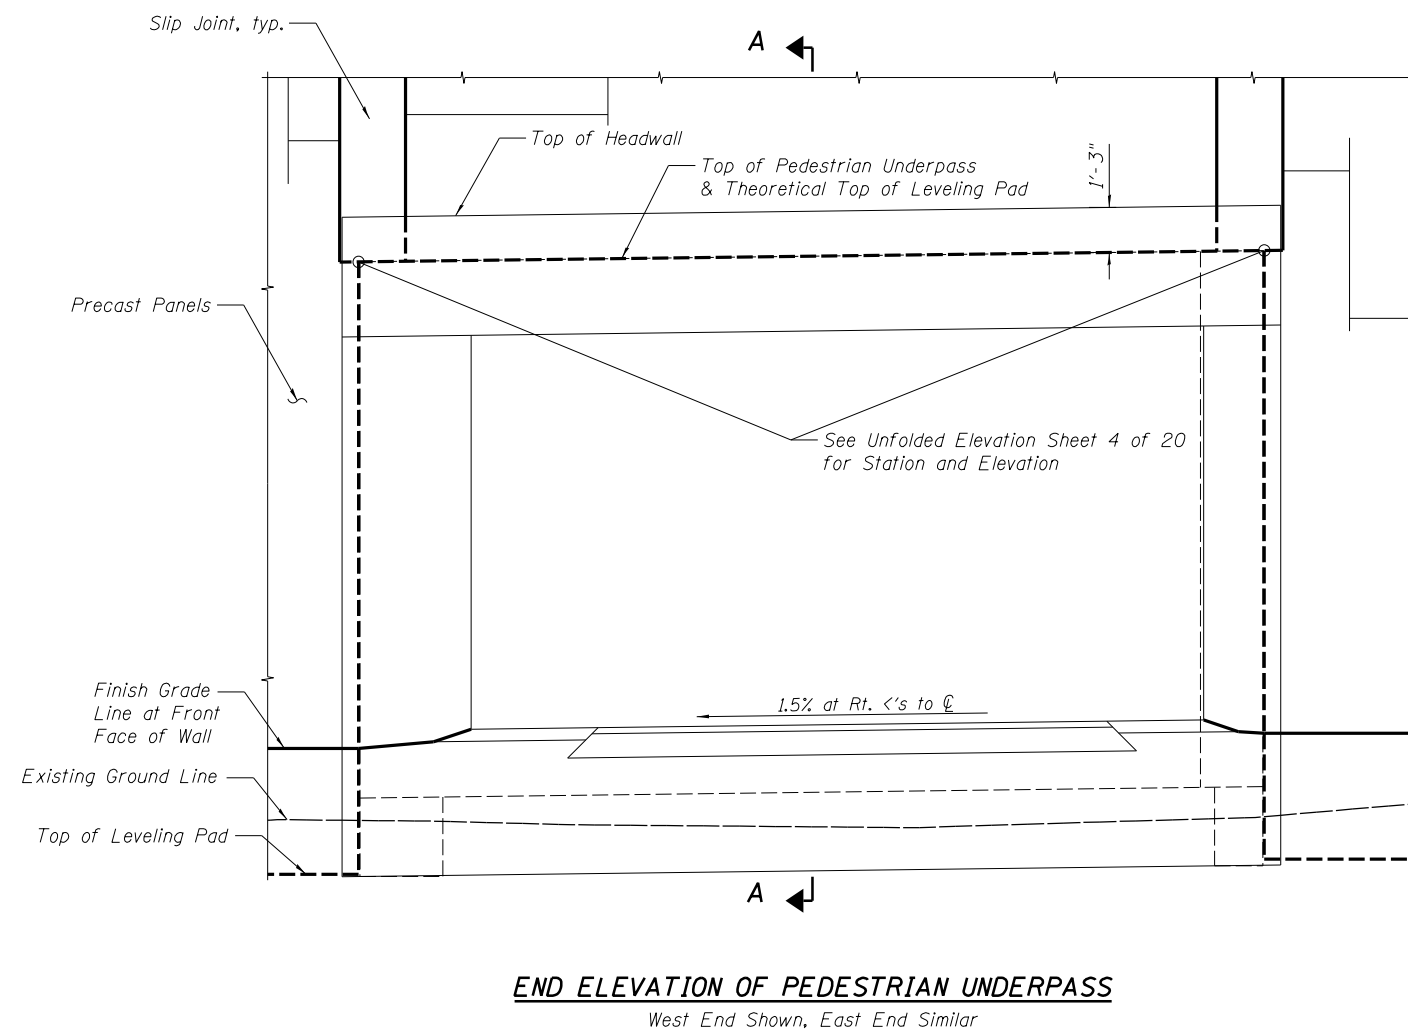 Slip Joint, typ.
A
Top of Headwall
Top of Pedestrian Underpass
& Theoretical Top of Leveling Pad
1'-3"
Precast Panels
See Unfolded Elevation Sheet 4 of 20
for Station and Elevation
Finish Grade
Line at Front
Face of Wall
1.5% at Rt. <'s to ℄
Existing Ground Line
Top of Leveling Pad
A
END ELEVATION OF PEDESTRIAN UNDERPASS
West End Shown, East End Similar